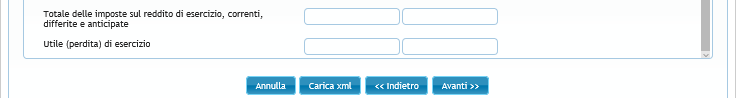 Totale delle imposte sul reddito di esercizio, correnti,
differite e anticipate
Utile (perdita) di esercizio
Annulla Carica xml << Indietro Avanti >>